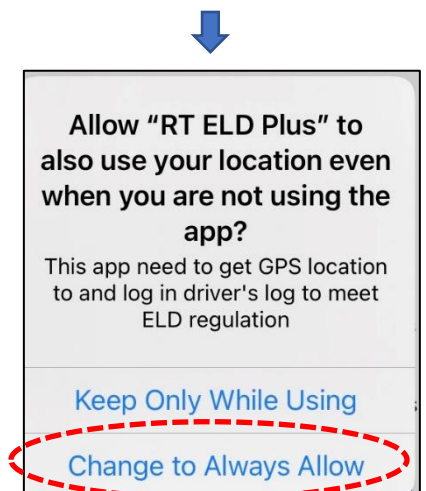 Allow “RT ELD Plus” to
also use your location even
when you are not using the
app?
This app need to get GPS location
to and log in driver's log to meet
ELD regulation
Keep Only While Using
Change to Always Allow